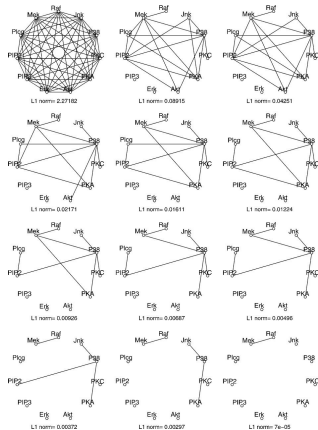 Raf Raf Raf
Mek Jnk Mek Jnk Mek Jnk
Plcg P38 Plcg P38 Plcg P38
PIP2 PKC PIP2 PKC PIP2 PKC
PIP3 PKA PIP3 PKA PIP3 PKA
Erk Akt Erk Akt Erk Akt
L1 norm= 2.27182 L1 norm= 0.08915 L1 norm= 0.04251
Raf Raf Raf
Mek Jnk Mek Jnk Mek Jnk
Plcg P38 Plcg P38 Plcg P38
PIP2 PKC PIP2 PKC PIP2 PKC
PIP3 PKA PIP3 PKA PIP3 PKA
Erk Akt Erk Akt Erk Akt
L1 norm= 0.02171 L1 norm= 0.01611 L1 norm= 0.01224
Raf Raf Raf
Mek Jnk Mek Jnk Mek Jnk
Plcg P38 Plcg P38 Plcg P38
PIP2 PKC PIP2 PKC PIP2 PKC
PIP3 PKA PIP3 PKA PIP3 PKA
Erk Akt Erk Akt Erk Akt
L1 norm= 0.00926 L1 norm= 0.00687 L1 norm= 0.00496
Raf Raf Raf
Mek Jnk Mek Jnk Mek Jnk
Plcg P38 Plcg P38 Plcg P38
PIP2 PKC PIP2 PKC PIP2 PKC
PIP3 PKA PIP3 PKA PIP3 PKA
Erk Akt Erk Akt Erk Akt
L1 norm= 0.00372 L1 norm= 0.00297 L1 norm= 7e-05